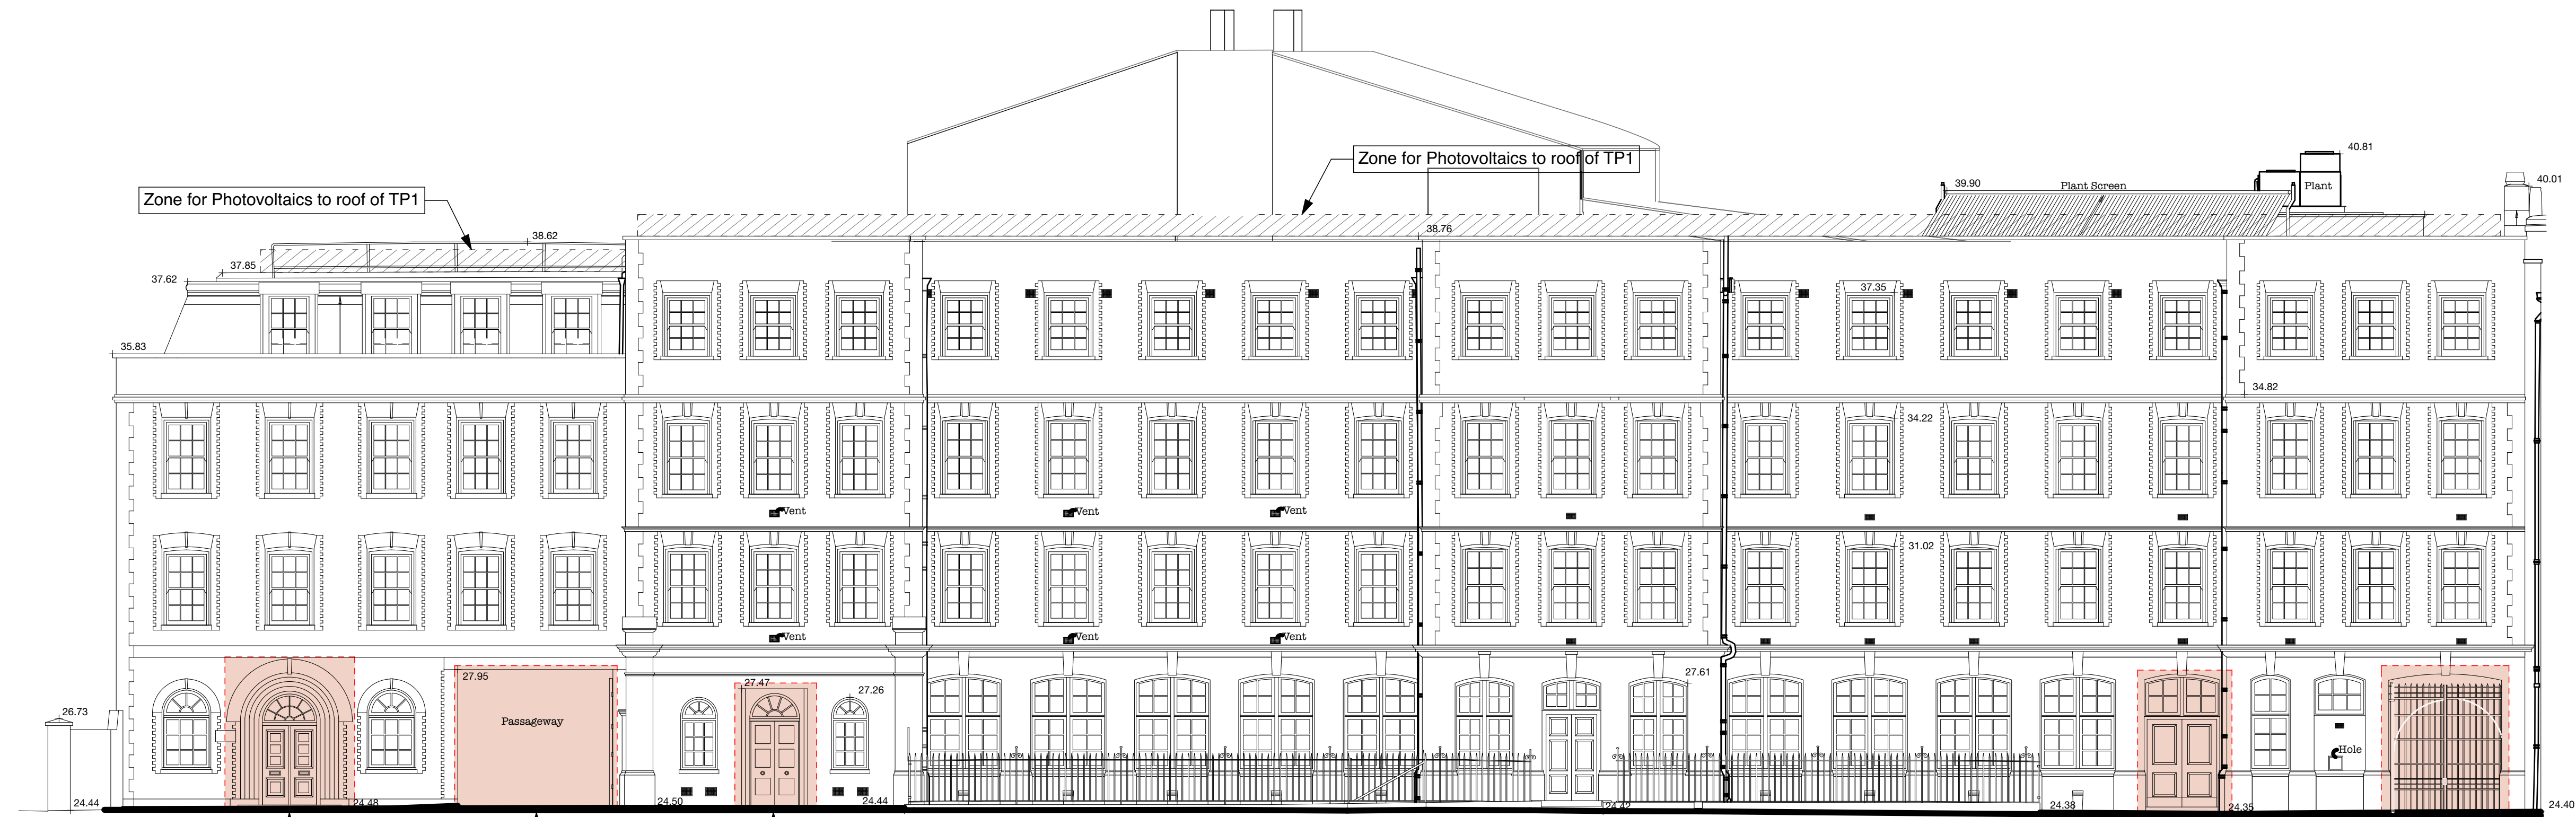 Zone for Photovoltaics to roof of TP1
40.81
Zone for Photovoltaics to roof of TP1
39.90
Plant Screen
Plant
40.01
38.62
38.76
37.85
37.62
37.35
35.83
34.82
34.22
Vent
Vent
Vent
31.02
Vent
Vent
Vent
27.95
27.47
27.26
27.61
26.73
Passageway
Hole
24.44
24.48
24.50
24.44
24.42
24.38
24.35
24.40